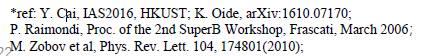 *ref: Y. Cai, IAS2016, HKUST; K. Oide, arXiv:1610.07170;
P. Raimondi, Proc. of the 2nd SuperB Workshop, Frascati, March 2006;
M. Zobov et al, Phys. Rev. Lett. 104, 174801(2010);